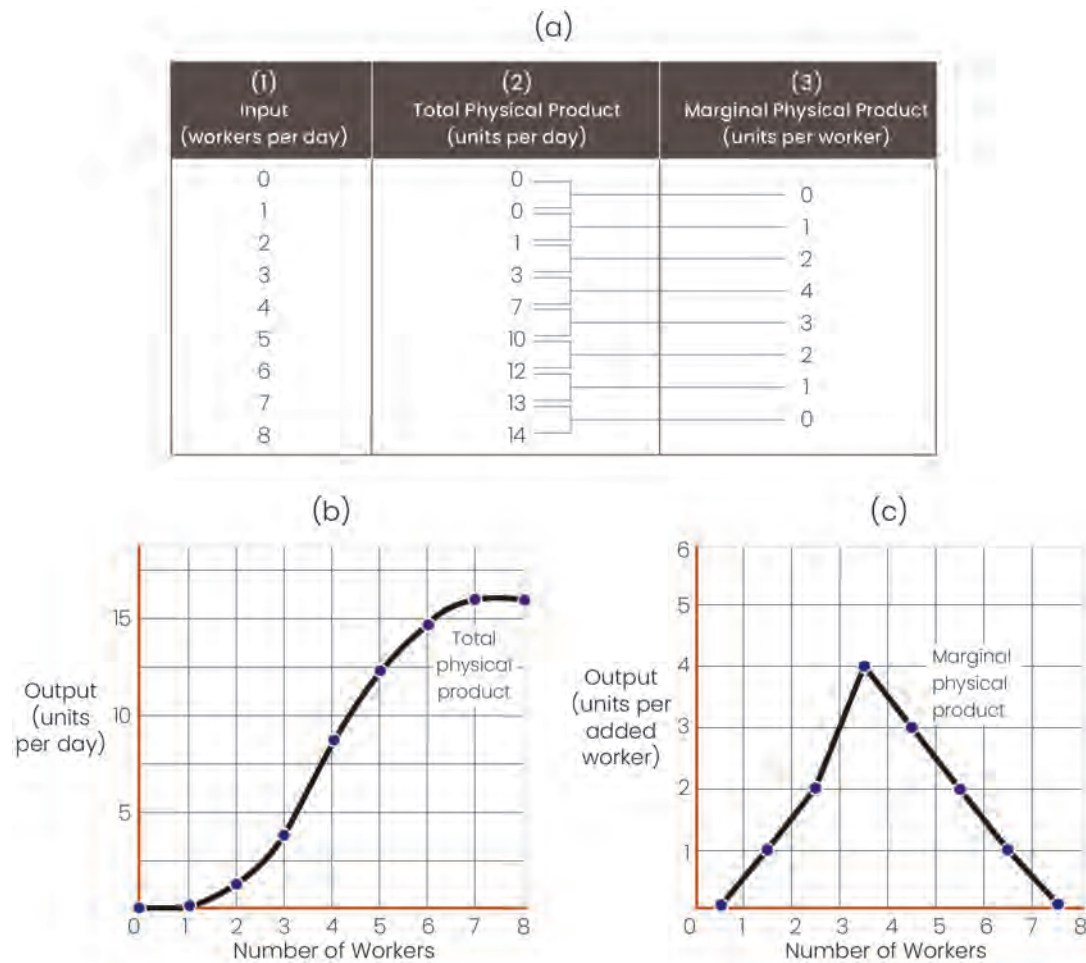 (a)
(1) (2) (3)
Input Total Physical Product Marginal Physical Product
(workers per day) (units per day) (units per worker)
0 0
0
1 0
1
2 1
2
3 3
4
4 7
3
5 10
2
6 12
1
7 13
0
8 14
(b)
15
10
5
0 1 2 3 4 5 6 7 8
Output
(units
per day)
Total
physical
product
Number of Workers
(c)
6
5
4
3
2
1
0 1 2 3 4 5 6 7 8
Output
(units per
added
worker)
Marginal
physical
product
Number of Workers